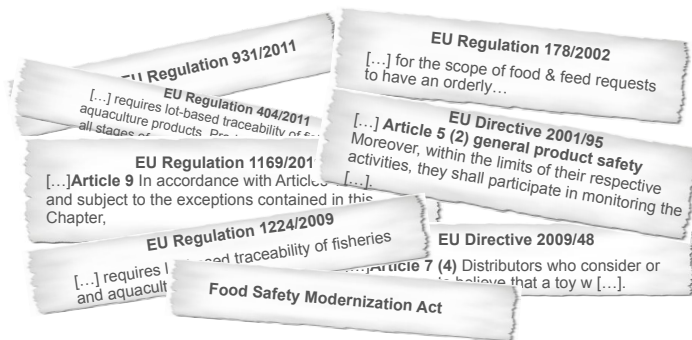 EU Regulation 931/2011
EU Regulation 404/2011
[…] requires lot-based traceability of
aquaculture products.
all stages of
EU Regulation 178/2002
[…] for the scope of food & feed requests
to have an orderly…
EU Directive 2001/95
[…] Article 5 (2) general product safety
Moreover, within the limits of their respective
activities, they shall participate in monitoring the
[…].
EU Regulation 1169/201
[…]Article 9 In accordance with Articles
and subject to the exceptions contained in this
Chapter,
EU Regulation 1224/2009
[…] requires traceability of fisheries
and
EU Directive 2009/48
Article 7 (4) Distributors who consider or
believe that a toy w […].
Food Safety Modernization Act